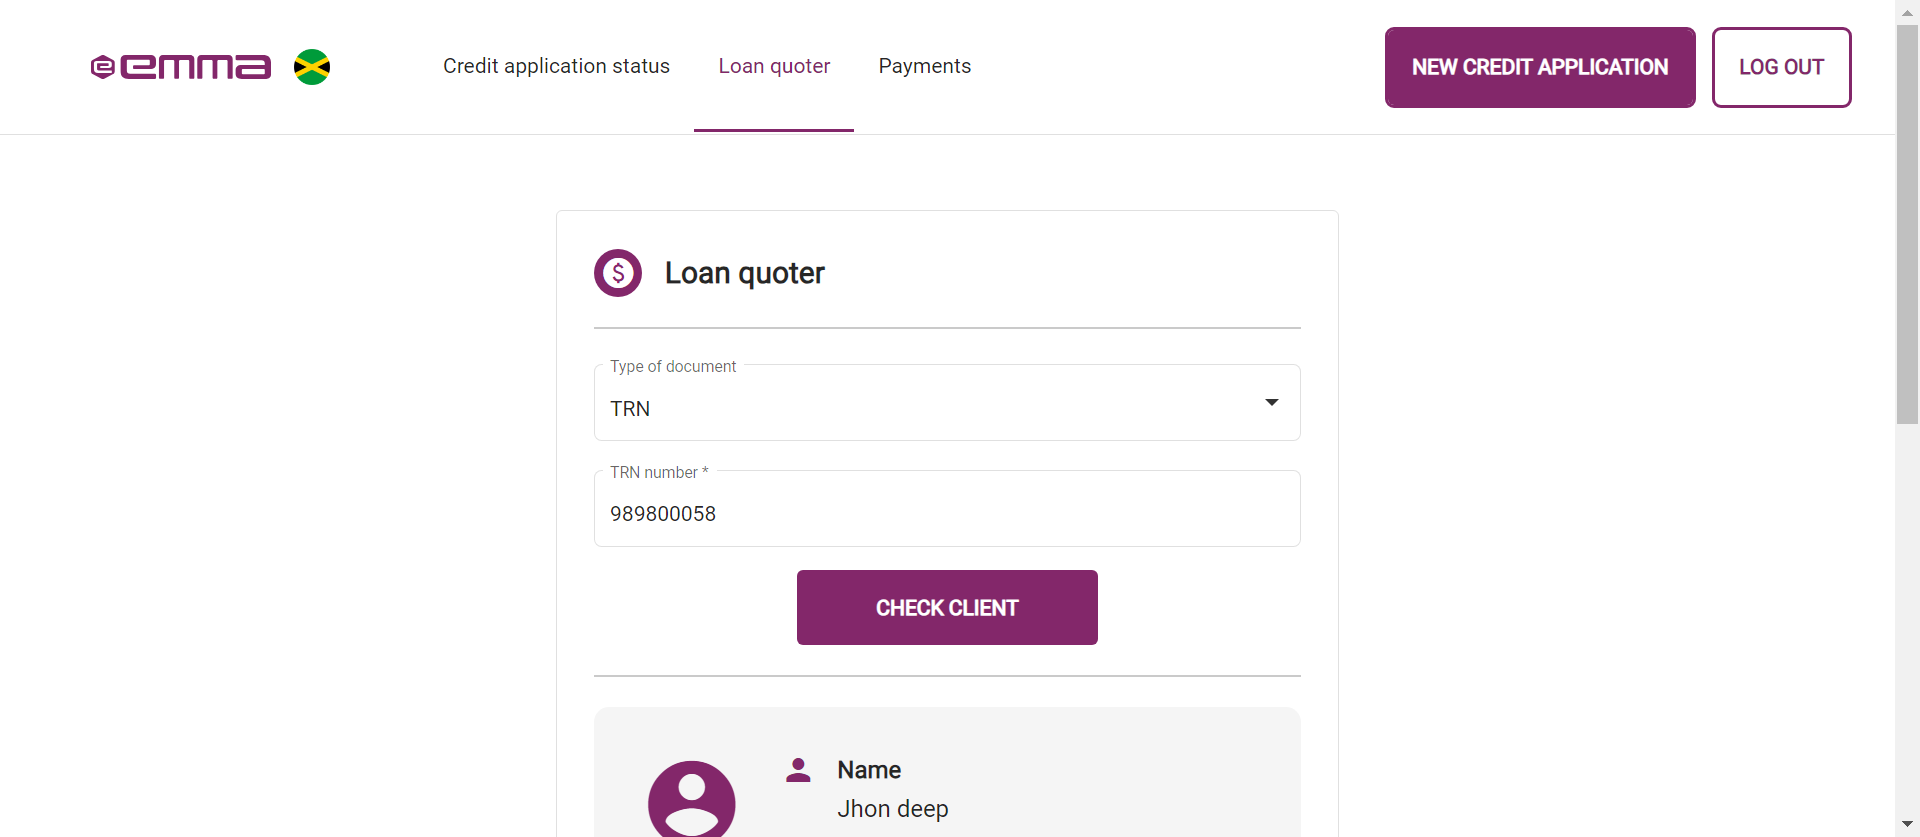 emma
Credit application status
Loan quoter
Payments
NEW CREDIT APPLICATION
LOG OUT
Loan quoter
Type of document
TRN
TRN number *
989800058
CHECK CLIENT
Name
Jhon deep